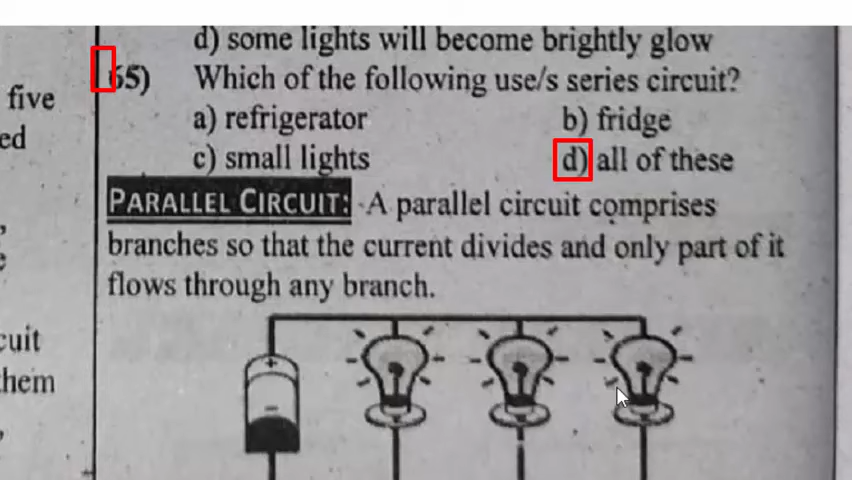 d) some lights will become brightly glow
65) Which of the following use/s series circuit?
five
a) refrigerator b) fridge
ed
c) small lights d) all of these
PARALLEL CIRCUIT: A parallel circuit comprises
branches so that the current divides and only part of it
flows through any branch.
cuit
them
+
−